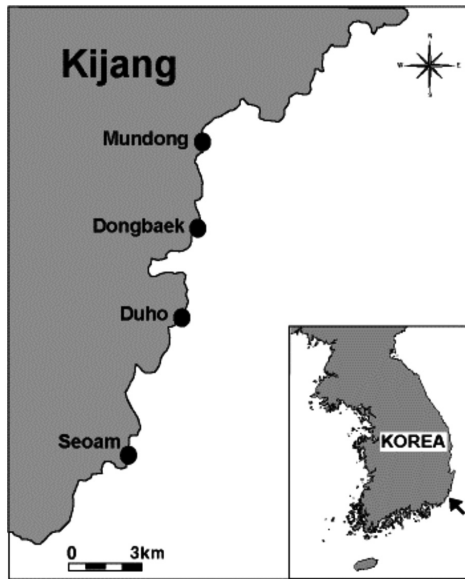 Kijang
N
W E
S
Mundong
Dongbaek
Duho
Seoam
KOREA
0 3km